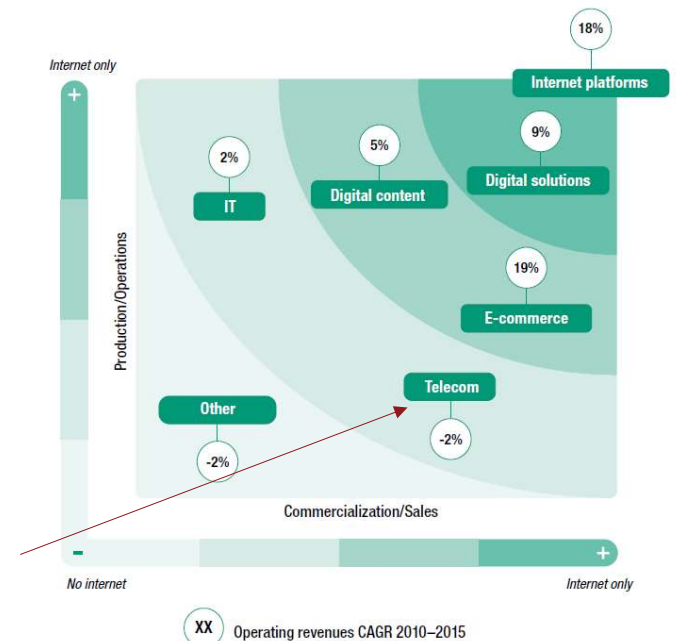 18%
Internet only
Internet platforms
+
9%
5%
2%
Digital solutions
Digital content
IT
19%
Production/Operations
E-commerce
Telecom
Other
-2%
-2%
Commercialization/Sales
-
+
No internet
Internet only
XX Operating revenues CAGR 2010–2015